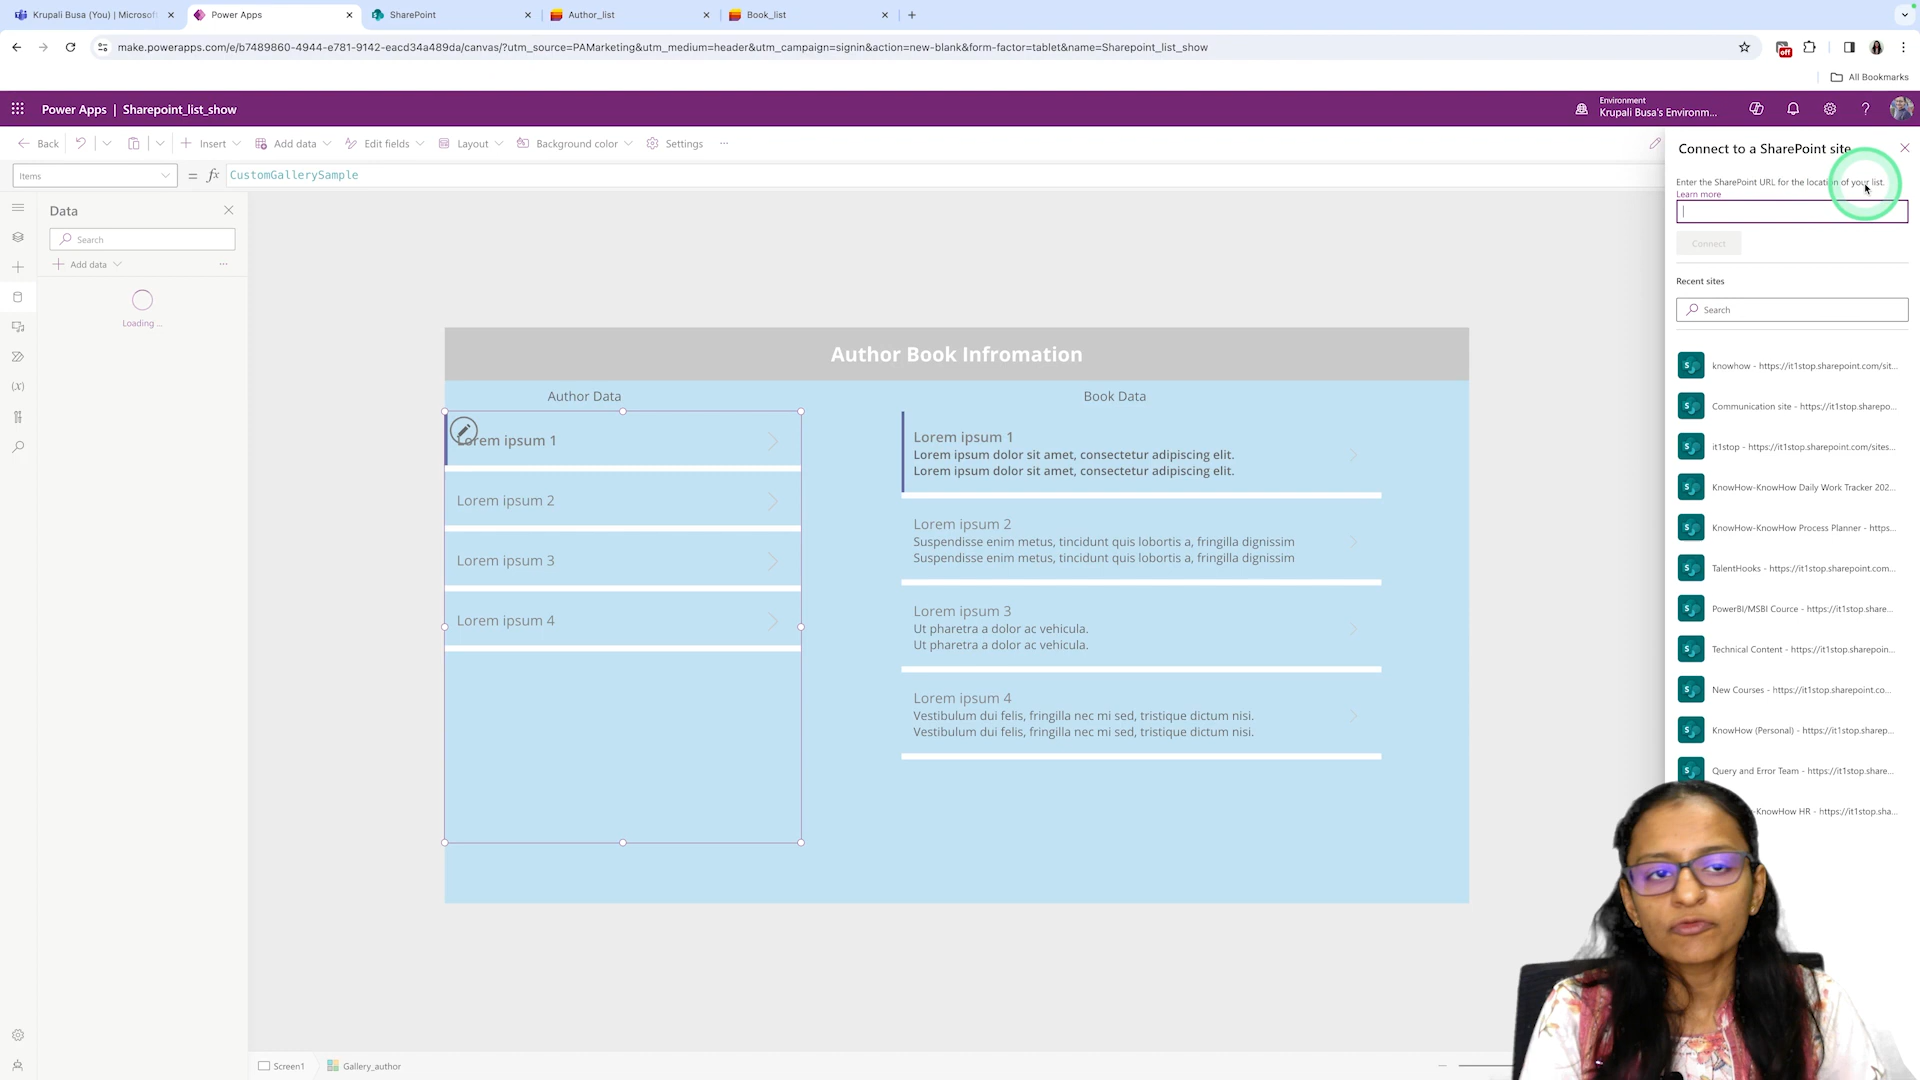 Krupali Busa (You) | Microsof
Power Apps
SharePoint
Author_list
Book_list
make.powerapps.com/e/b7489860-4944-e781-9142-eacd34a489da/canvas/?utm_source=PAMarketing&utm_medium=header&utm_campaign=signin&action=new-blank&form-factor=tablet&name=Sharepoint_list_show
off
All Bookmarks
Power Apps | Sharepoint_list_show
Environment
Krupali Busa's Environm...
Back
Insert
Add data
Edit fields
Layout
Background color
Settings
Items
= fx CustomGallerySample
Data
Search
Add data
Loading ...
Author Book Infromation
Author Data
Book Data
Lorem ipsum 1
Lorem ipsum 2
Lorem ipsum 3
Lorem ipsum 4
Lorem ipsum 1
Lorem ipsum dolor sit amet, consectetur adipiscing elit.
Lorem ipsum dolor sit amet, consectetur adipiscing elit.
Lorem ipsum 2
Suspendisse enim metus, tincidunt quis lobortis a, fringilla dignissim
Suspendisse enim metus, tincidunt quis lobortis a, fringilla dignissim
Lorem ipsum 3
Ut pharetra a dolor ac vehicula.
Ut pharetra a dolor ac vehicula.
Lorem ipsum 4
Vestibulum dui felis, fringilla nec mi sed, tristique dictum nisi.
Vestibulum dui felis, fringilla nec mi sed, tristique dictum nisi.
Connect to a SharePoint site
Enter the SharePoint URL for the location of your list.
Learn more
Connect
Recent sites
Search
knowhow - https://it1stop.sharepoint.com/sit...
Communication site - https://it1stop.sharepo...
it1stop - https://it1stop.sharepoint.com/sites...
KnowHow-KnowHow Daily Work Tracker 202...
KnowHow-KnowHow Process Planner - https...
TalentHooks - https://it1stop.sharepoint.com...
PowerBI/MSBI Cource - https://it1stop.share...
Technical Content - https://it1stop.sharepoin...
New Courses - https://it1stop.sharepoint.co...
KnowHow (Personal) - https://it1stop.sharep...
Query and Error Team - https://it1stop.share...
-KnowHow HR - https://it1stop.sha...
Screen1
Gallery_author